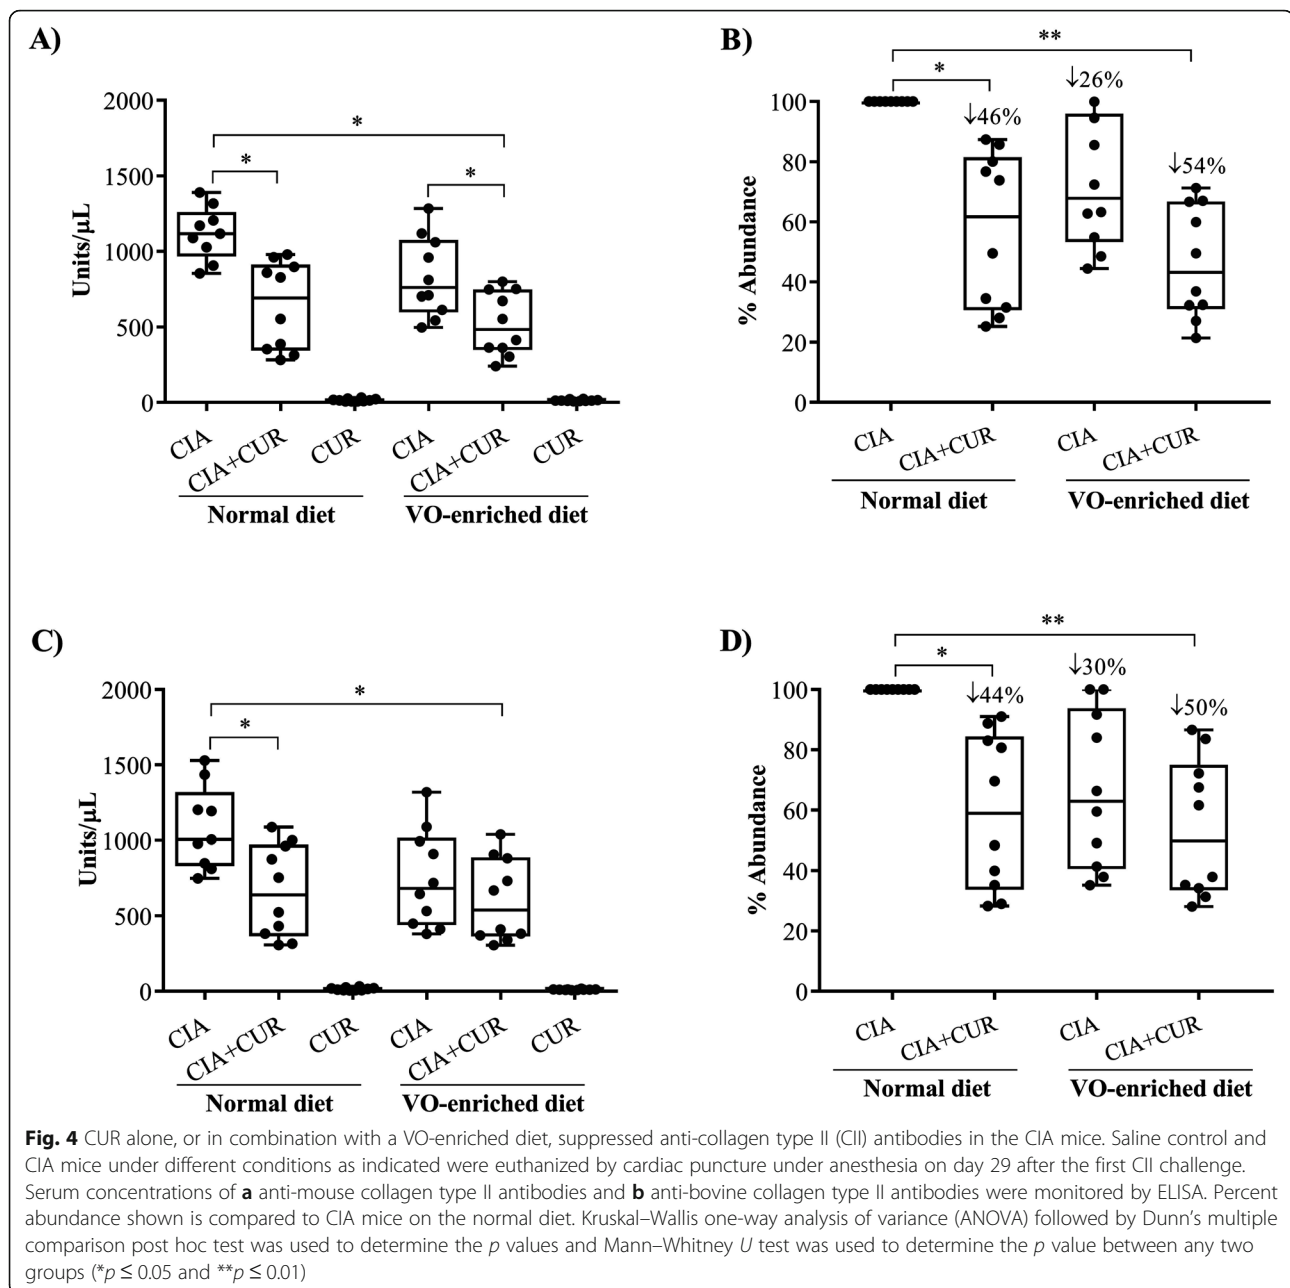 A)
B)
2000
1500
1000
500
0
Units/μL
*
*
*
CIA
CIA+CUR
CUR
CIA
CIA+CUR
CUR
Normal diet
VO-enriched diet
100
80
60
40
20
0
% Abundance
**
*
↓46%
↓26%
↓54%
CIA
CIA+CUR
CIA
CIA+CUR
Normal diet
VO-enriched diet
C)
D)
2000
1500
1000
500
0
Units/μL
*
*
CIA
CIA+CUR
CUR
CIA
CIA+CUR
CUR
Normal diet
VO-enriched diet
100
80
60
40
20
0
% Abundance
**
*
↓44%
↓30%
↓50%
CIA
CIA+CUR
CIA
CIA+CUR
Normal diet
VO-enriched diet
Fig. 4 CUR alone, or in combination with a VO-enriched diet, suppressed anti-collagen type II (CII) antibodies in the CIA mice. Saline control and
CIA mice under different conditions as indicated were euthanized by cardiac puncture under anesthesia on day 29 after the first CII challenge.
Serum concentrations of a anti-mouse collagen type II antibodies and b anti-bovine collagen type II antibodies were monitored by ELISA. Percent
abundance shown is compared to CIA mice on the normal diet. Kruskal–Wallis one-way analysis of variance (ANOVA) followed by Dunn's multiple
comparison post hoc test was used to determine the p values and Mann–Whitney U test was used to determine the p value between any two
groups (*p ≤ 0.05 and **p ≤ 0.01)